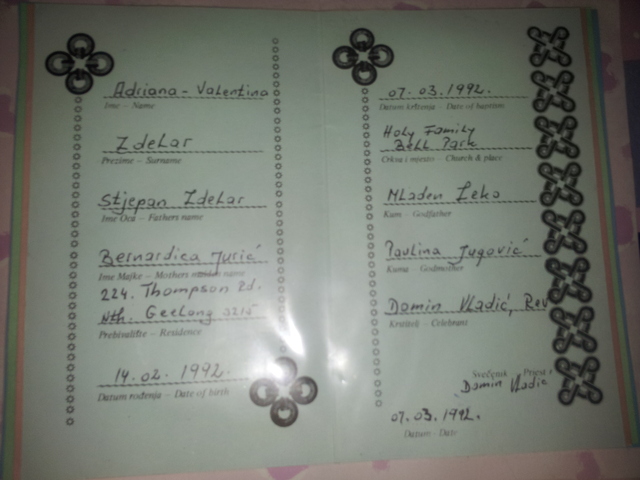 Adriana - Valentina
Ime — Name
Zdelar
Prezime — Surname
Stjepan Zdelar
Ime Oca — Fathers name
Bernardica Jurić
Ime Majke — Mothers maiden name
224. Thompson Rd.
Nth. Geelong 3215
Prebivalište — Residence
14.02. 1992.
Datum rođenja — Date of birth
07.03.1992.
Datum krštenja - Date of baptism
Holy Family
Bell Park
Crkva i mjesto — Church & place
Mladen Zeko
Kum — Godfather
Paulina Jugović
Kuma — Godmother
Domin Vladić, Rev
Krstitelj — Celebrant
Svećenik Priest
Domin Vladić
07.03.1992.
Datum - Date